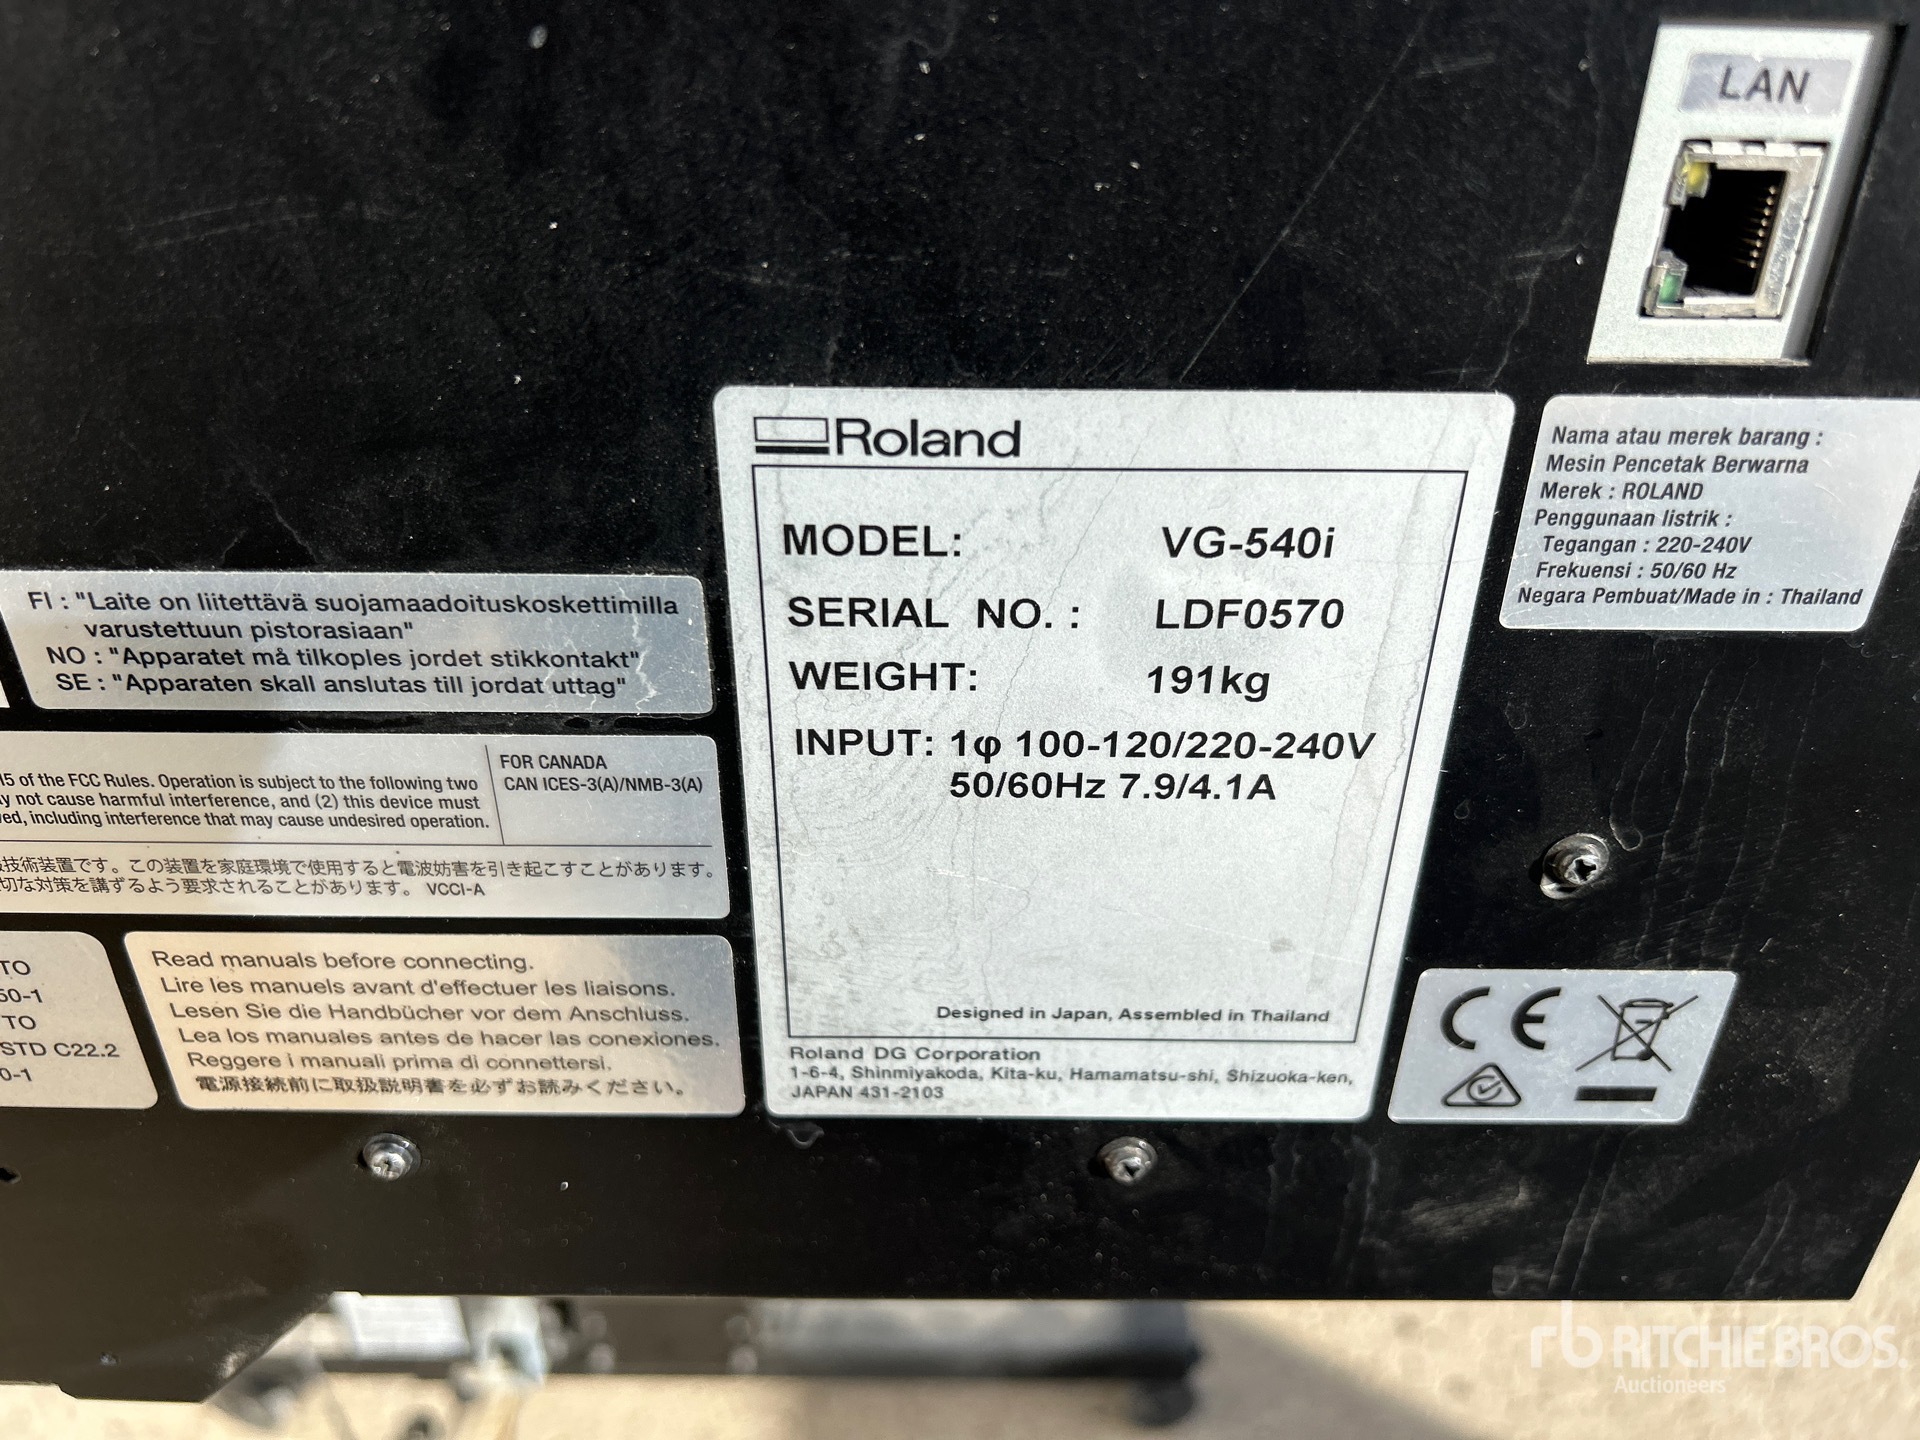 LAN
Roland
MODEL: VG-540i
SERIAL NO. : LDF0570
WEIGHT: 191kg
INPUT: 1φ 100-120/220-240V
50/60Hz 7.9/4.1A
Designed in Japan, Assembled in Thailand
Roland DG Corporation
1-6-4, Shinmiyakoda, Kita-ku, Hamamatsu-shi, Shizuoka-ken,
JAPAN 431-2103
Nama atau merek barang :
Mesin Pencetak Berwarna
Merek : ROLAND
Penggunaan listrik :
Tegangan : 220-240V
Frekuensi : 50/60 Hz
Negara Pembuat/Made in : Thailand
FI : "Laite on liitettävä suojamaadoituskoskettimilla
varustettuun pistorasiaan"
NO : "Apparatet må tilkoples jordet stikkontakt"
SE : "Apparaten skall anslutas till jordat uttag"
15 of the FCC Rules. Operation is subject to the following two
y not cause harmful interference, and (2) this device must
ved, including interference that may cause undesired operation.
FOR CANADA
CAN ICES-3(A)/NMB-3(A)
技術装置です。この装置を家庭環境で使用すると電波妨害を引き起こすことがあります。
切な対策を講ずるよう要求されることがあります。 VCCI-A
TO
60-1
TO
STD C22.2
0-1
Read manuals before connecting.
Lire les manuels avant d'effectuer les liaisons.
Lesen Sie die Handbücher vor dem Anschluss.
Lea los manuales antes de hacer las conexiones.
Reggere i manuali prima di connettersi.
電源接続前に取扱説明書を必ずお読みください。
CE
rb RITCHIE BROS.
Auctioneers